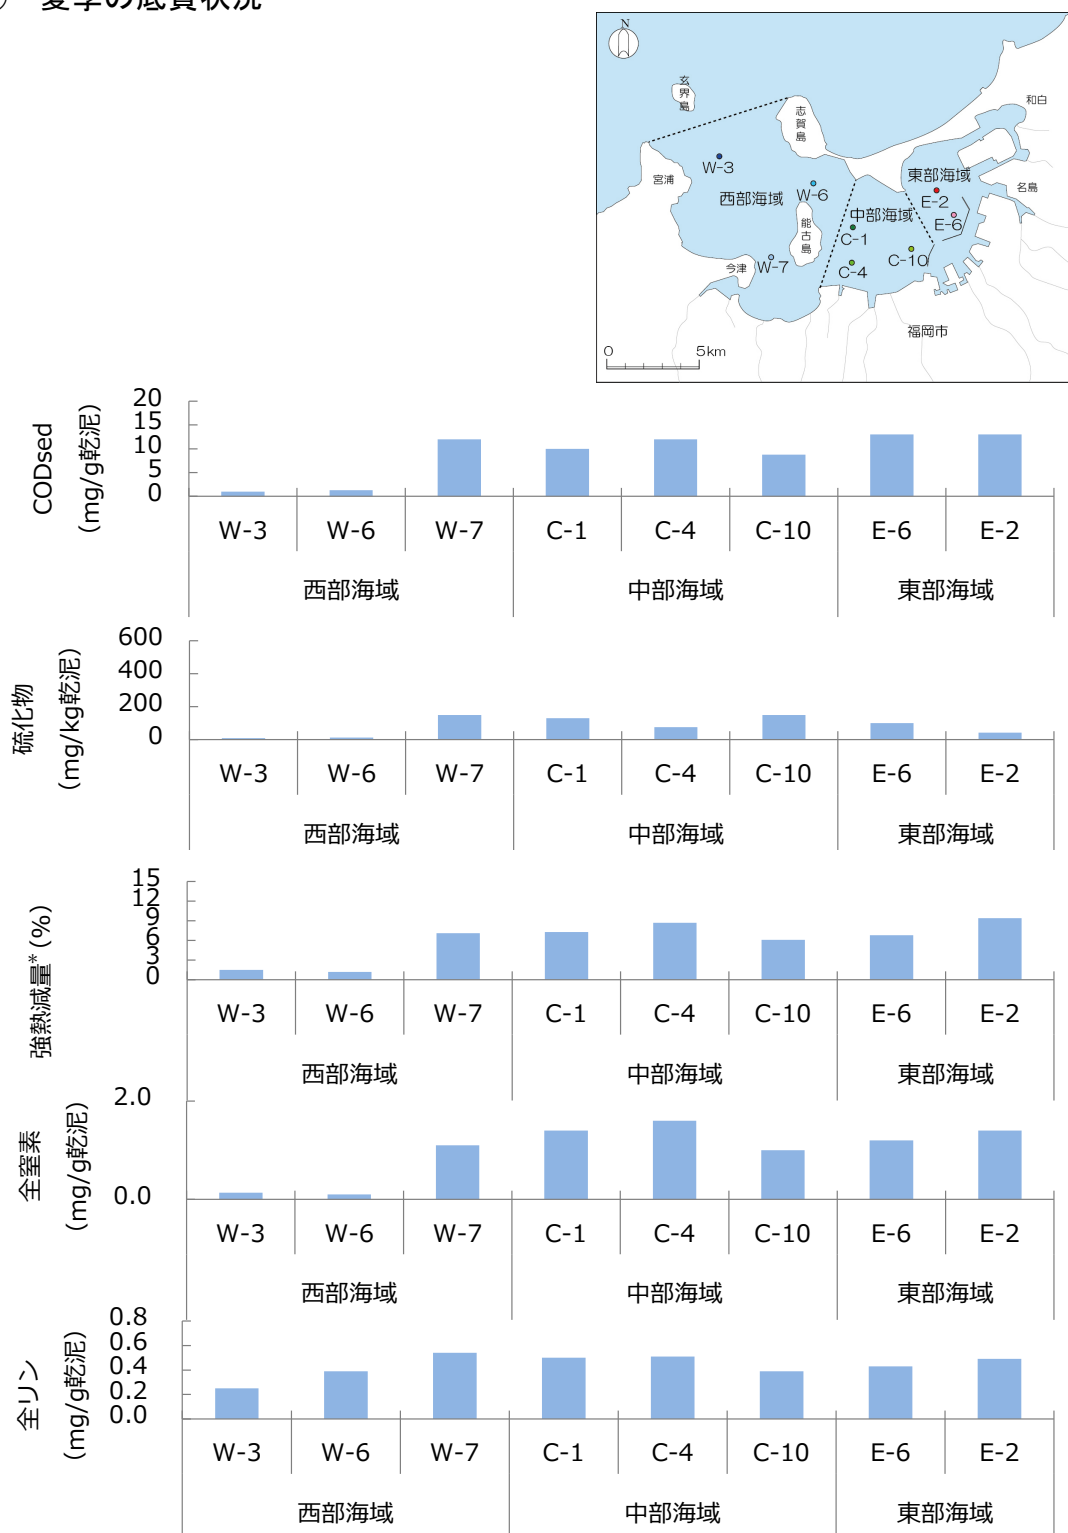 夏季の底質状況
N
玄界島
志賀島
和白
W-3
宮浦
東部海域
名島
西部海域
W-6
E-2
中部海域
E-6
能古島
C-1
C-10
今津
W-7
C-4
福岡市
0 5km
CODsed
(mg/g乾泥)
20
15
10
5
0
W-3 W-6 W-7 C-1 C-4 C-10 E-6 E-2
西部海域 中部海域 東部海域
硫化物
(mg/kg乾泥)
600
400
200
0
W-3 W-6 W-7 C-1 C-4 C-10 E-6 E-2
西部海域 中部海域 東部海域
強熱減量*(%)
15
12
9
6
3
0
W-3 W-6 W-7 C-1 C-4 C-10 E-6 E-2
西部海域 中部海域 東部海域
全窒素
(mg/g乾泥)
2.0
0.0
W-3 W-6 W-7 C-1 C-4 C-10 E-6 E-2
西部海域 中部海域 東部海域
全リン
(mg/g乾泥)
0.8
0.6
0.4
0.2
0.0
W-3 W-6 W-7 C-1 C-4 C-10 E-6 E-2
西部海域 中部海域 東部海域